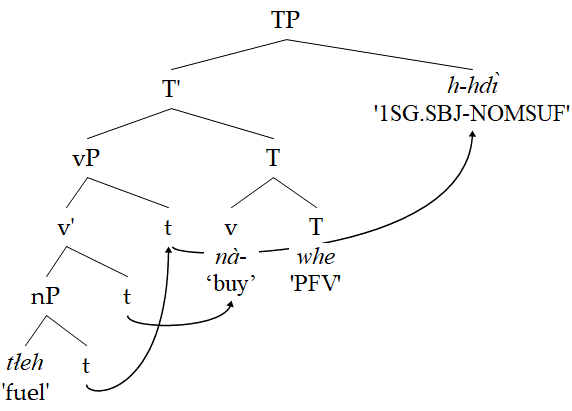 TP
T' h-hdı̀
'1SG.SBJ-NOMSUF'
vP T
v' t v T
nà- whe
‘buy’ 'PFV'
nP t
tłeh t
'fuel'